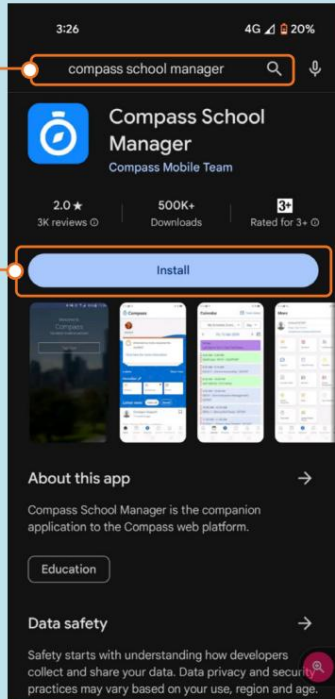 3:26
4G 20%
compass school manager
Compass School
Manager
Compass Mobile Team
2.0 ★
500K+
3+
3K reviews
Downloads
Rated for 3+
Install
Compass
Calendar
About this app
Compass School Manager is the companion
application to the Compass web platform.
Education
Data safety
Safety starts with understanding how developers
collect and share your data. Data privacy and security
practices may vary based on your use, region and age.